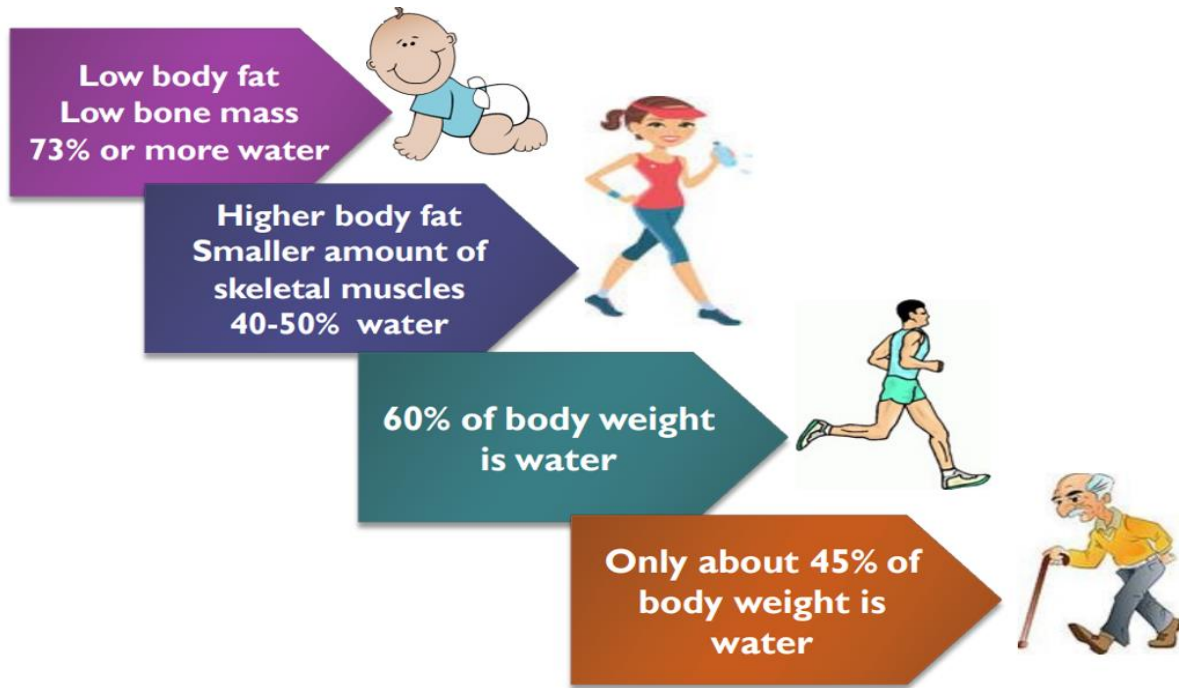 Low body fat
Low bone mass
73% or more water
Higher body fat
Smaller amount of
skeletal muscles
40-50% water
60% of body weight
is water
Only about 45% of
body weight is
water